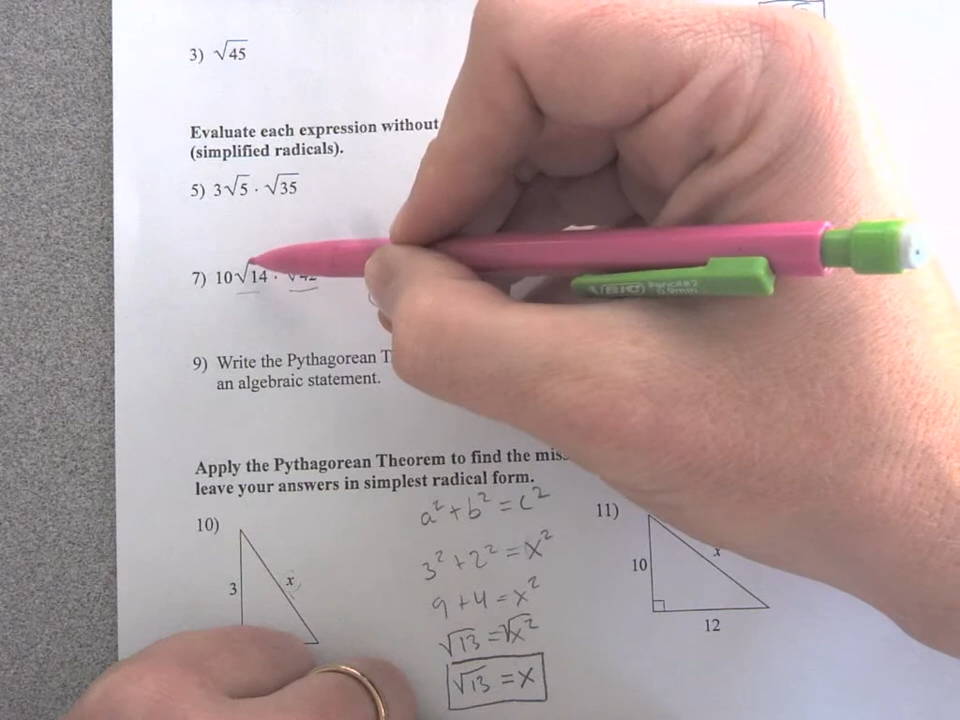 3) √45
Evaluate each expression without
(simplified radicals).
5) 3√5 · √35
7) 10√14 · √42
9) Write the Pythagorean
an algebraic statement.
Apply the Pythagorean Theorem to find the
leave your answers in simplest radical form.
10)
3
x
a² + b² = c²
3² + 2² = x²
9 + 4 = x²
√13 = √x²
√13 = x
11)
10
x
12
BIC